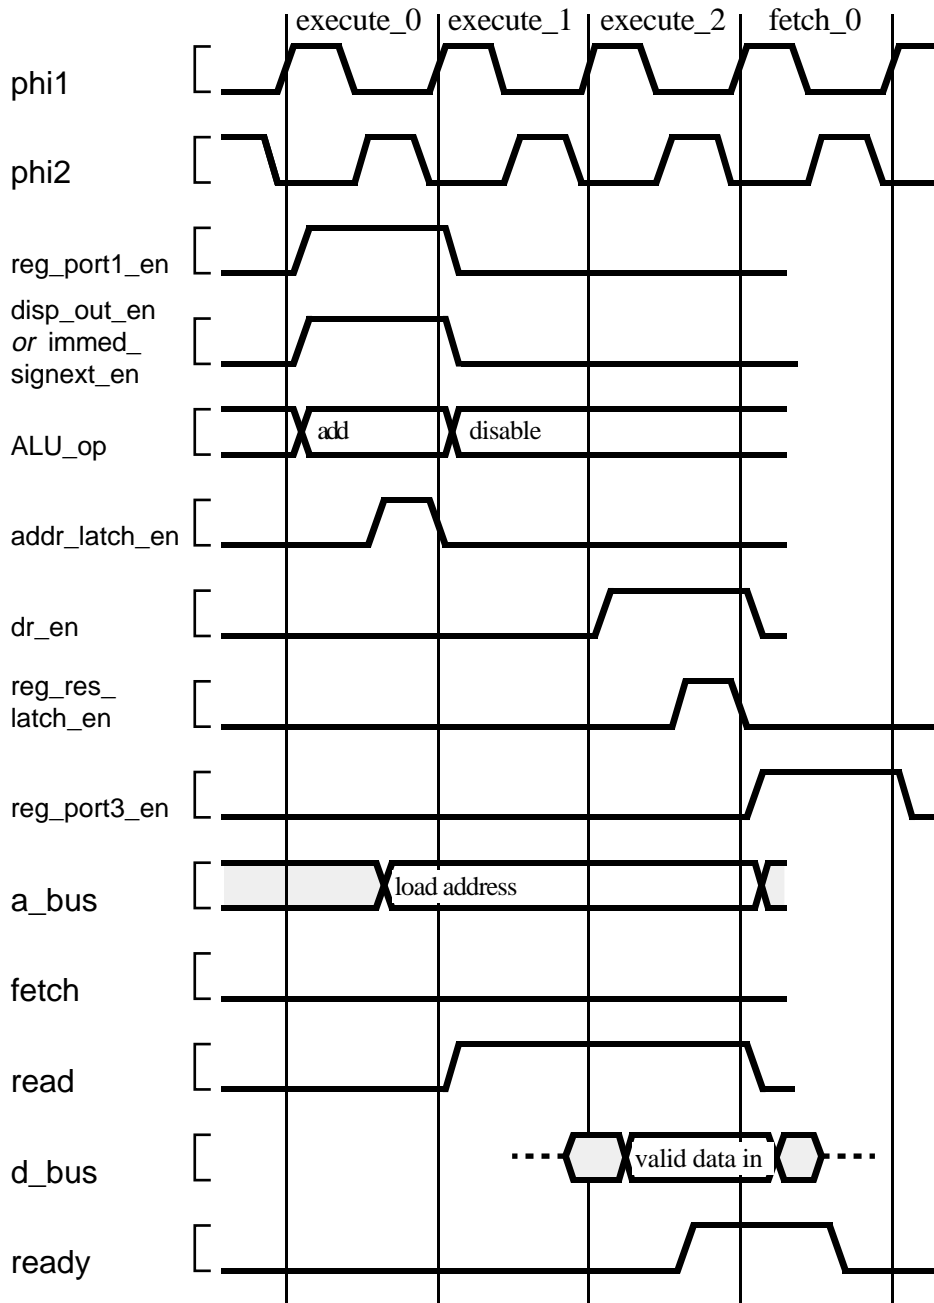 execute_0 execute_1 execute_2 fetch_0
phi1
phi2
reg_port1_en
disp_out_en
or immed_
signext_en
ALU_op add disable
addr_latch_en
dr_en
reg_res_
latch_en
reg_port3_en
a_bus load address
fetch
read
d_bus valid data in
ready